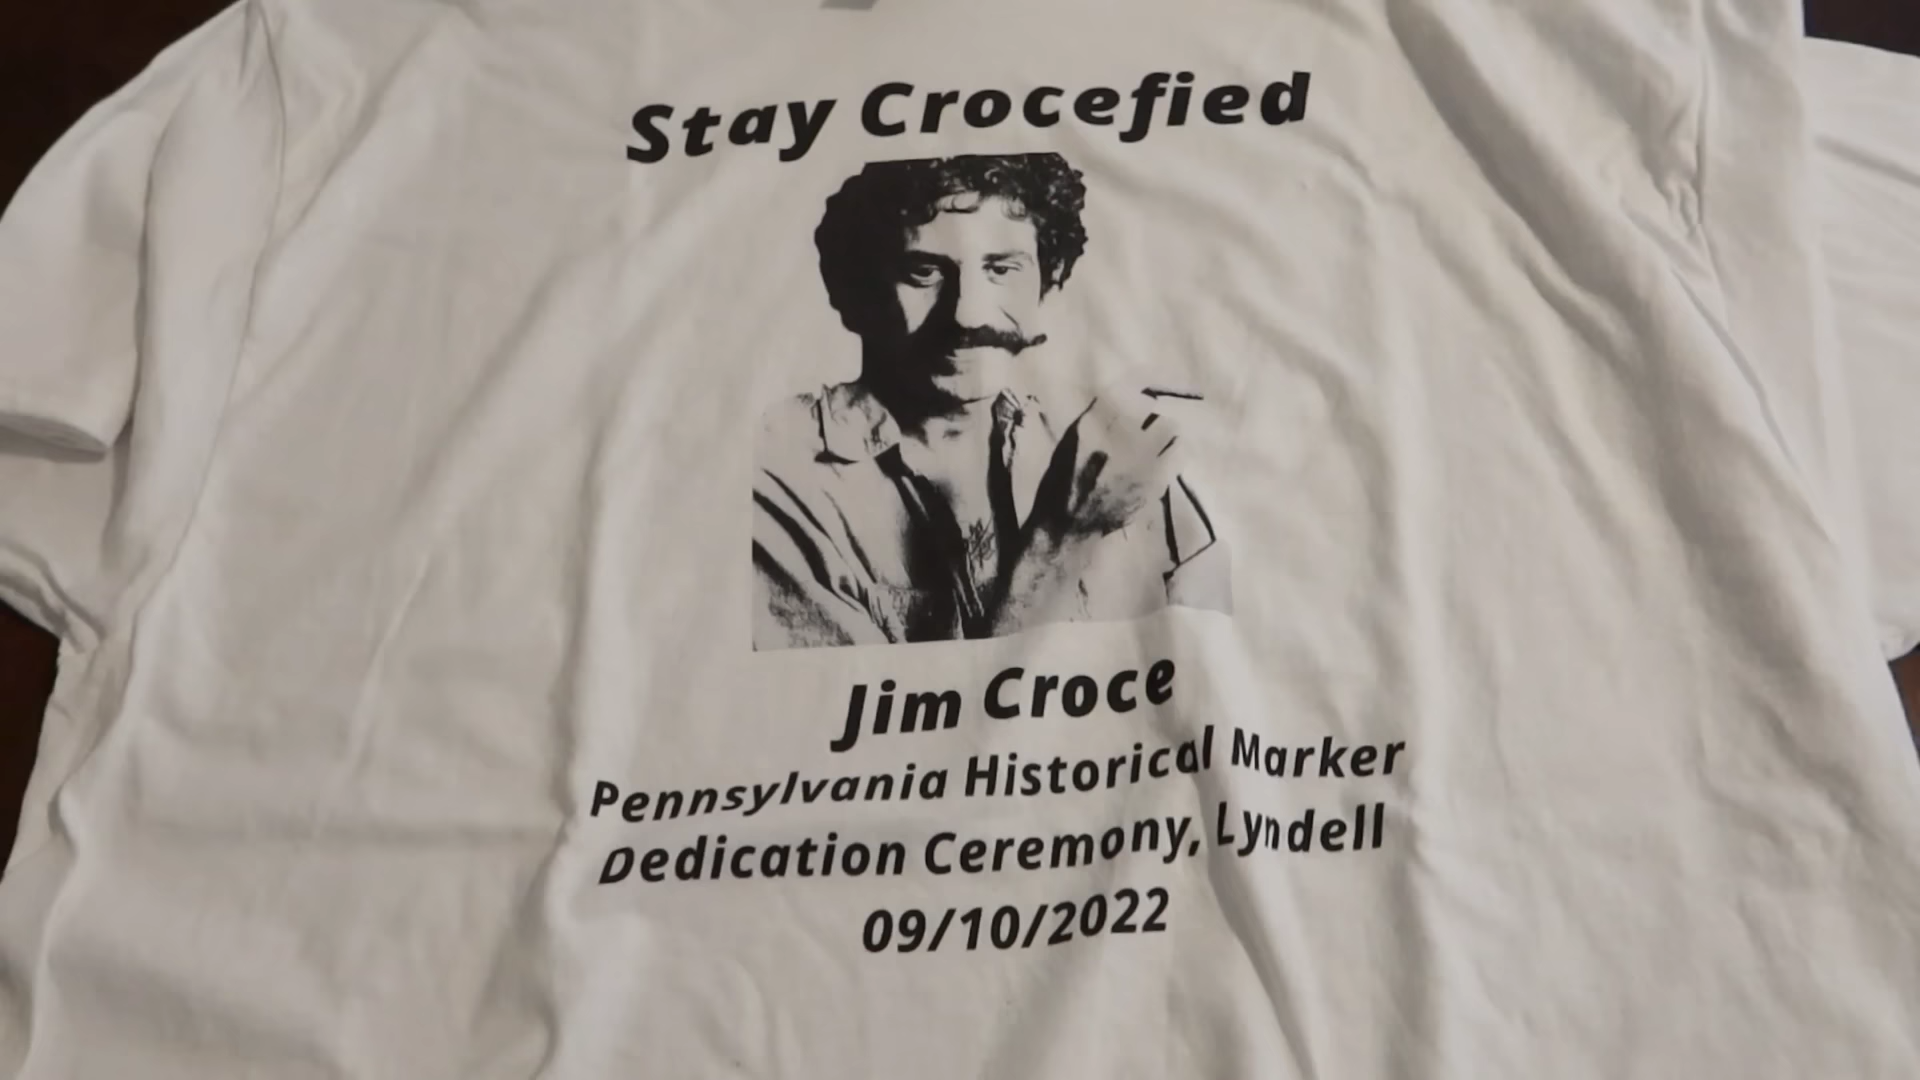 Stay Crocefied
Jim Croce
Pennsylvania Historical Marker
Dedication Ceremony, Lyndell
09/10/2022